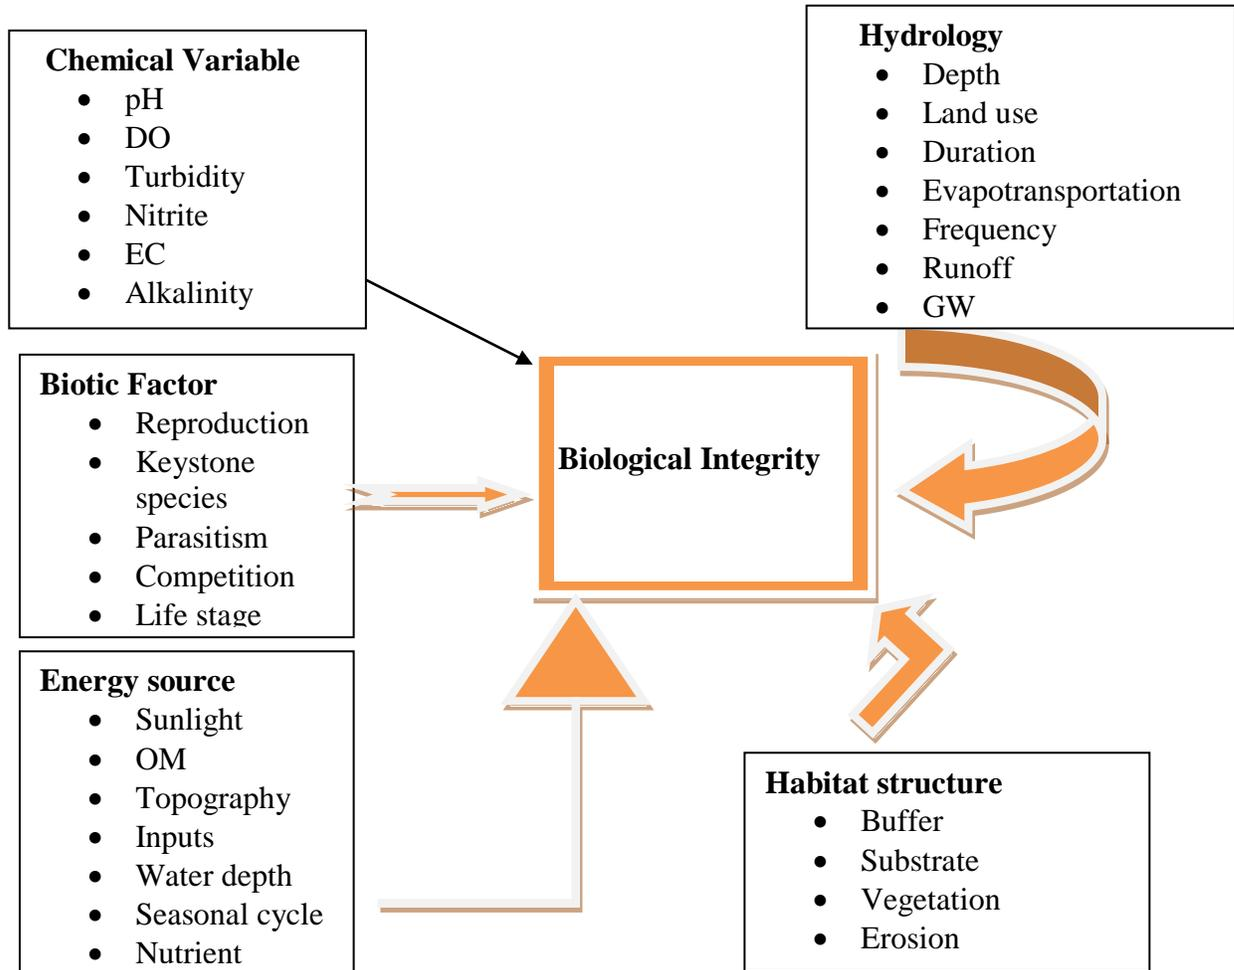 Chemical Variable
• pH
• DO
• Turbidity
• Nitrite
• EC
• Alkalinity
Hydrology
• Depth
• Land use
• Duration
• Evapotransportation
• Frequency
• Runoff
• GW
Biotic Factor
• Reproduction
• Keystone
species
• Parasitism
• Competition
• Life stage
Biological Integrity
Energy source
• Sunlight
• OM
• Topography
• Inputs
• Water depth
• Seasonal cycle
• Nutrient
Habitat structure
• Buffer
• Substrate
• Vegetation
• Erosion